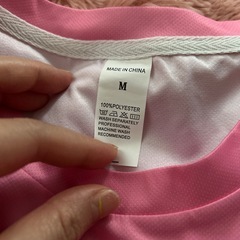 MADE IN CHINA
M
100%POLYESTER
WASH SEPARATELY
PROFESSIONAL
MACHINE WASH
RECOMMENDED